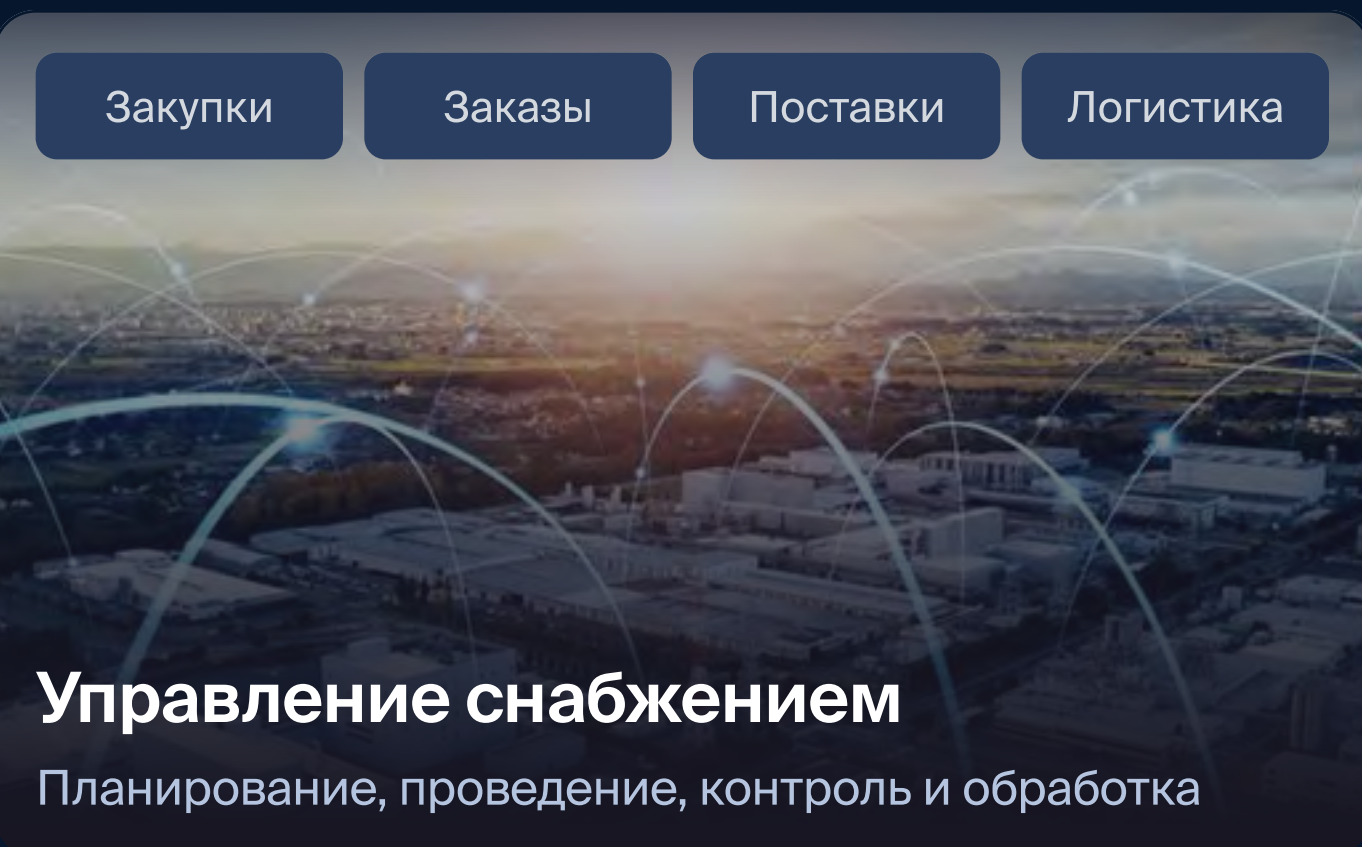 Закупки
Заказы
Поставки
Логистика
Управление снабжением
Планирование, проведение, контроль и обработка